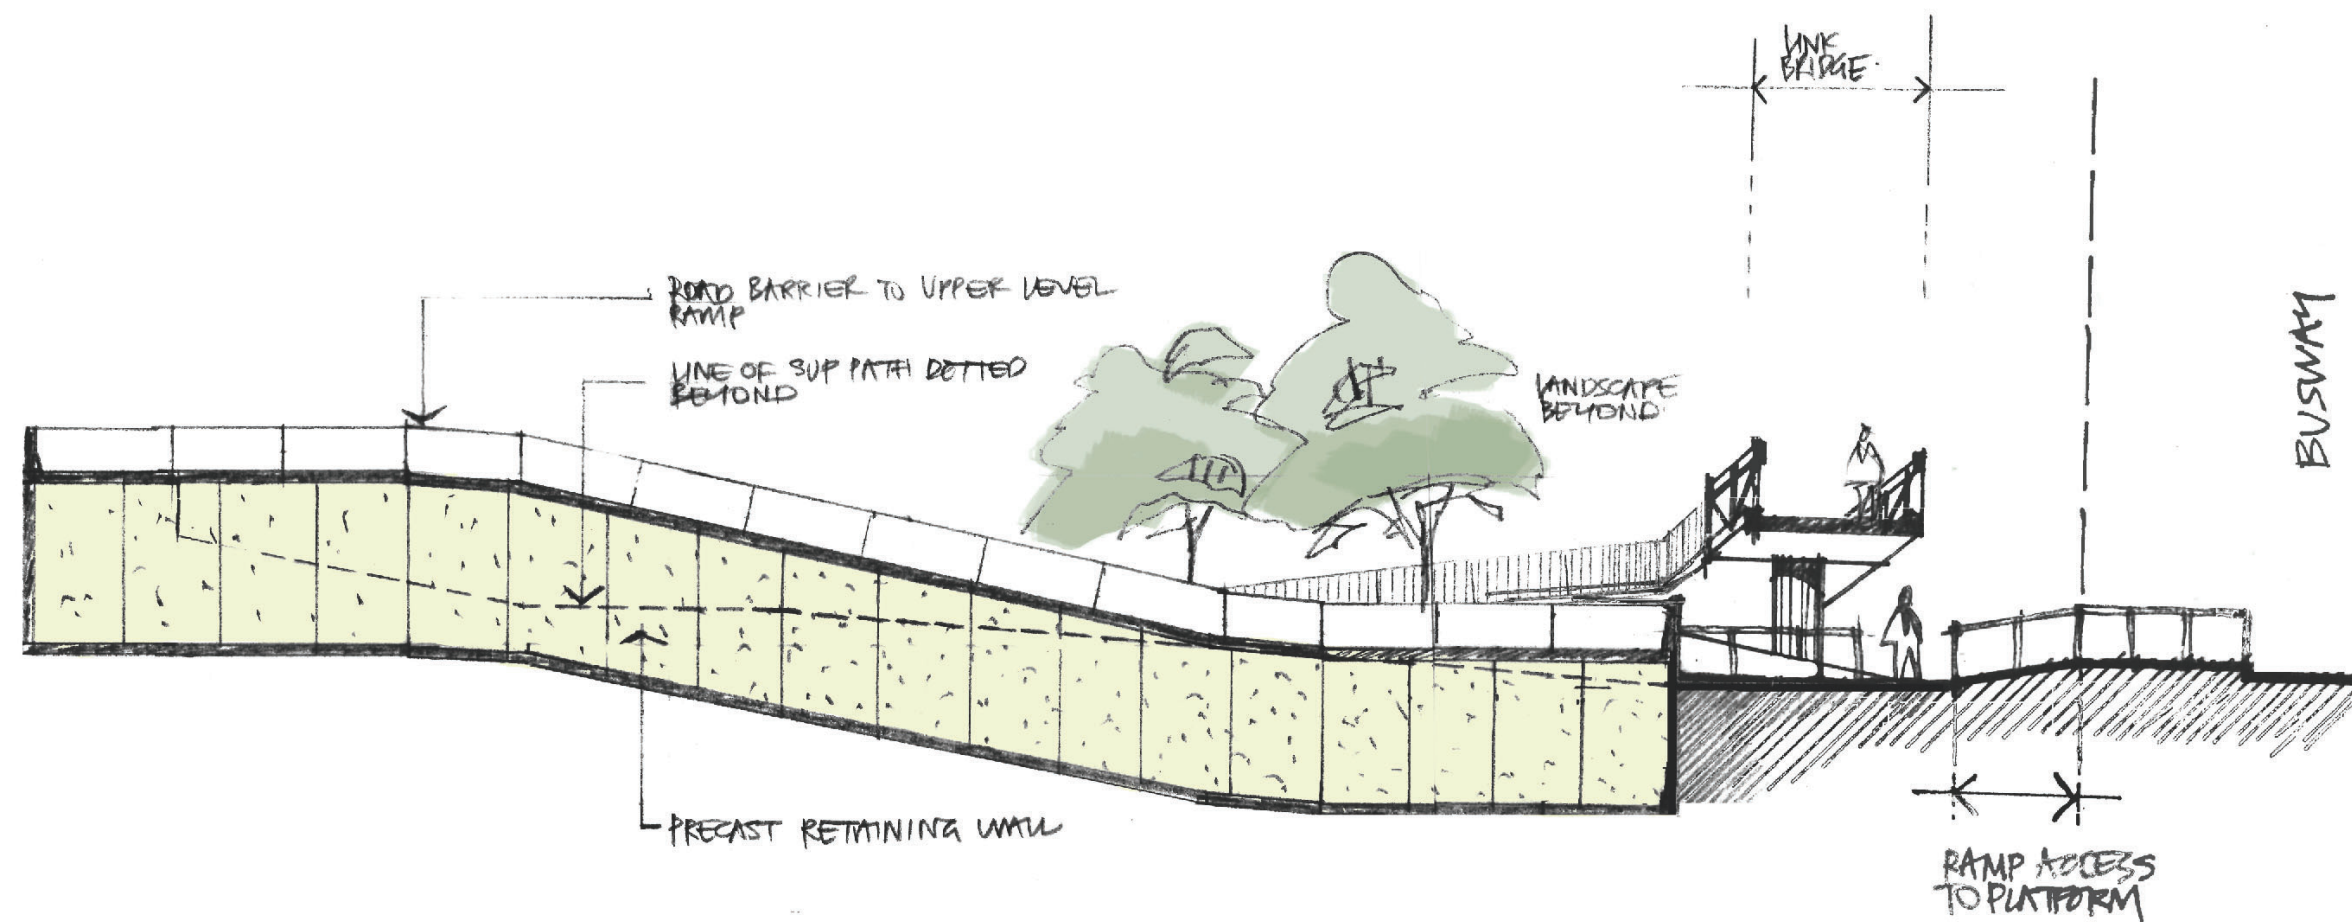 LINK
BRIDGE
ROAD BARRIER TO UPPER LEVEL
RAMP
LINE OF SUP PATH DOTTED
BEYOND
LANDSCAPE
BEYOND
BUSWAY
PRECAST RETAINING WALL
RAMP ACCESS
TO PLATFORM